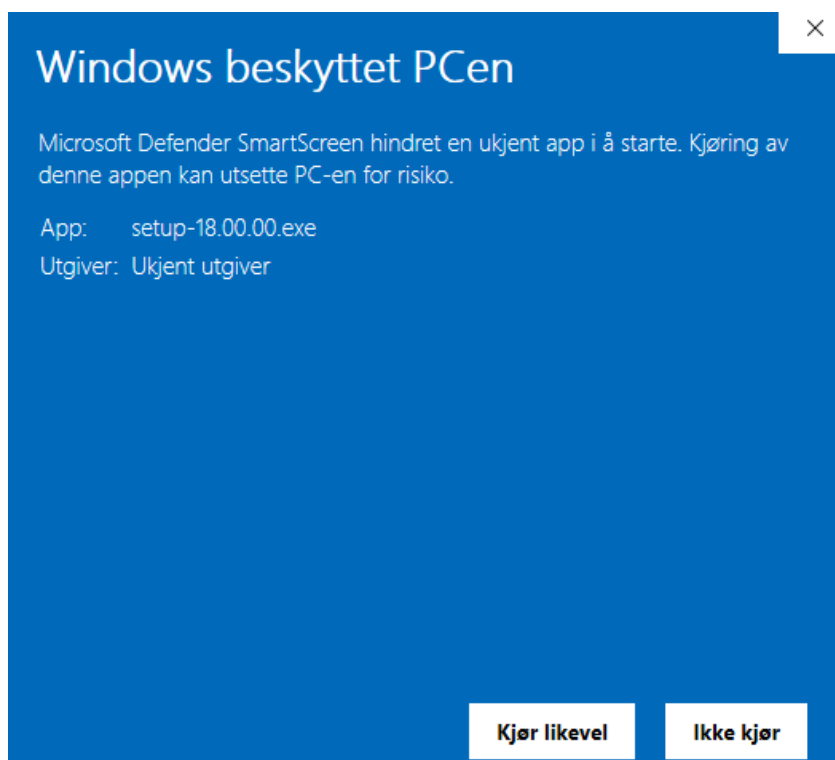 Windows beskyttet PCen
Microsoft Defender SmartScreen hindret en ukjent app i å starte. Kjøring av
denne appen kan utsette PC-en for risiko.
App: setup-18.00.00.exe
Utgiver: Ukjent utgiver
Kjør likevel Ikke kjør